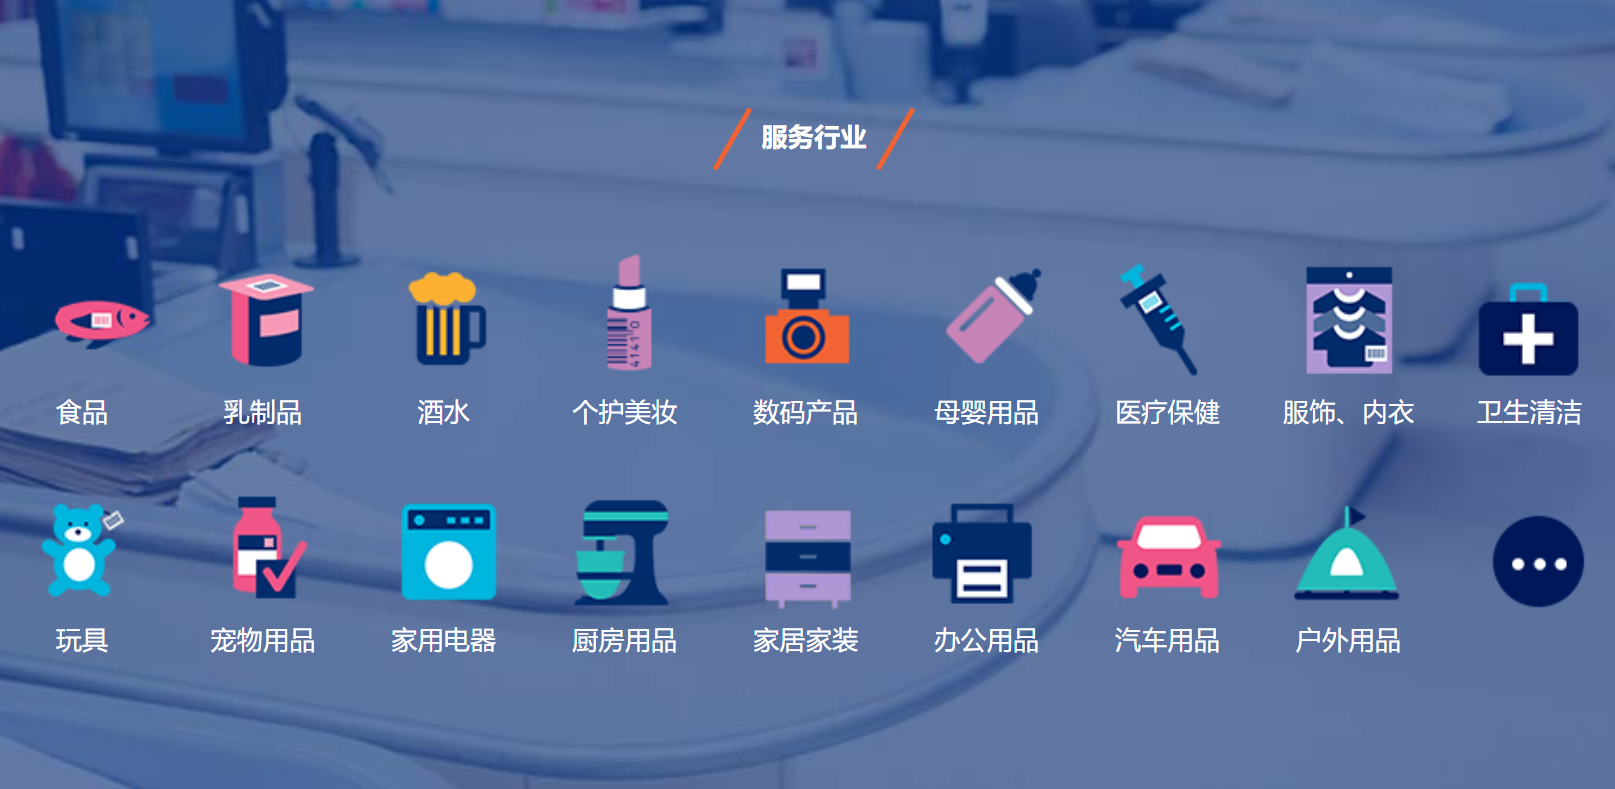 服务行业
食品 乳制品 酒水 个护美妆 数码产品 母婴用品 医疗保健 服饰、内衣 卫生清洁
玩具 宠物用品 家用电器 厨房用品 家居家装 办公用品 汽车用品 户外用品